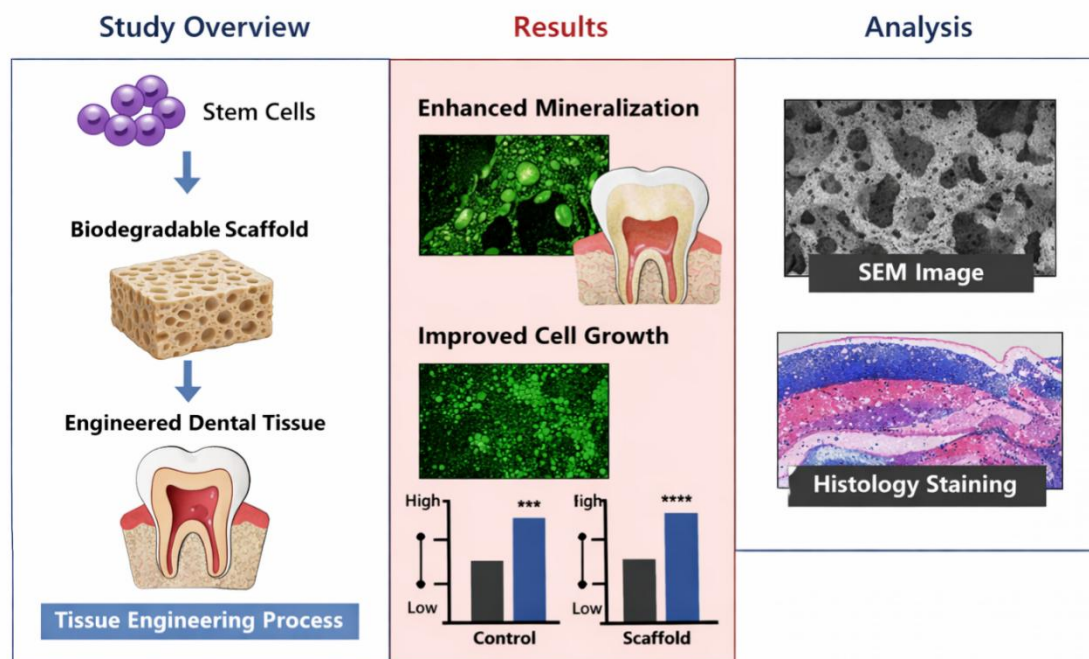 Study Overview
Results
Analysis
Stem Cells
Biodegradable Scaffold
Engineered Dental Tissue
Tissue Engineering Process
Enhanced Mineralization
Improved Cell Growth
High
***
Low
Control
****
Low
Scaffold
SEM Image
Histology Staining